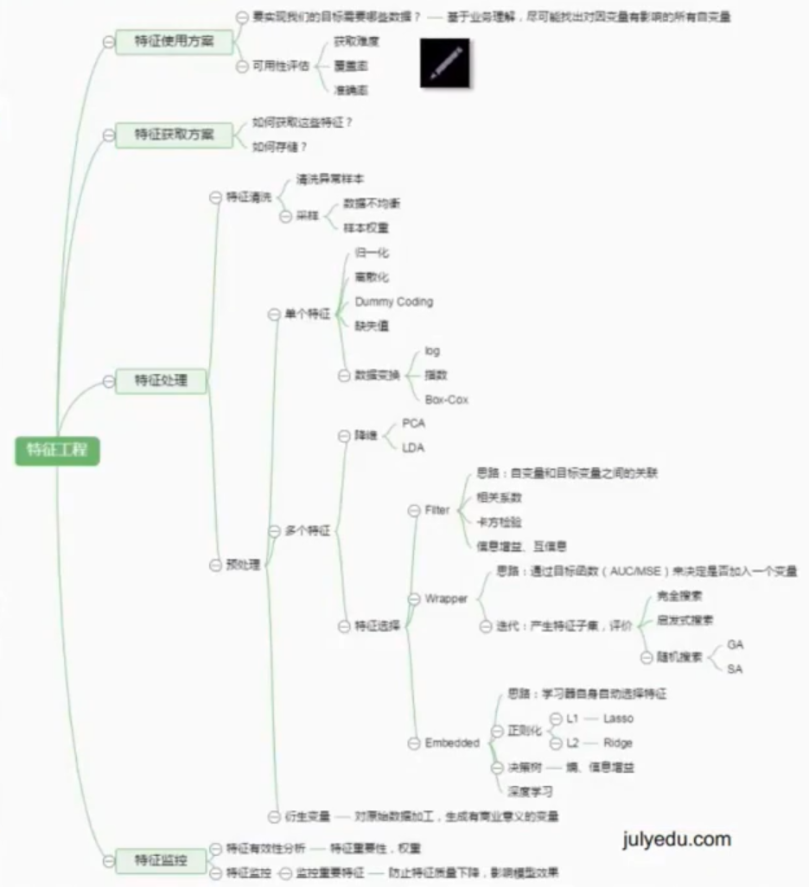 要实现我们的目标需要哪些数据？ 基于业务理解，尽可能找出对因变量有影响的所有自变量
特征使用方案
获取难度
可用性评估
覆盖率
准确率
如何获取这些特征？
特征获取方案
如何存储？
清洗异常样本
特征清洗
数据不均衡
采样
样本权重
归一化
离散化
Dummy Coding
单个特征
缺失值
log
数据变换
指数
特征处理
Box-Cox
PCA
降维
LDA
特征工程
思路：自变量和目标变量之间的关联
相关系数
Filter
卡方检验
多个特征
信息增益、互信息
预处理
思路：通过目标函数（AUC/MSE）来决定是否加入一个变量
Wrapper
完全搜索
特征选择
迭代：产生特征子集，评价
启发式搜索
GA
随机搜索
SA
思路：学习器自身自动选择特征
L1 Lasso
正则化
Embedded
L2 Ridge
决策树 熵、信息增益
深度学习
衍生变量 对原始数据加工，生成有商业意义的变量
julyedu.com
特征有效性分析 特征重要性，权重
特征监控
特征监控 监控重要特征 防止特征质量下降，影响模型效果